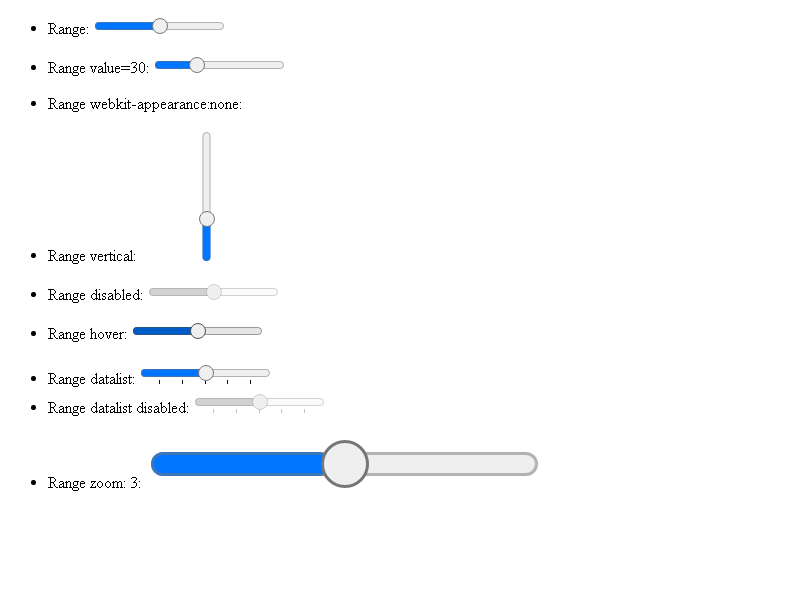 Range:
Range value=30:
Range webkit-appearance:none:
Range vertical:
Range disabled:
Range hover:
Range datalist:
Range datalist disabled:
Range zoom: 3: